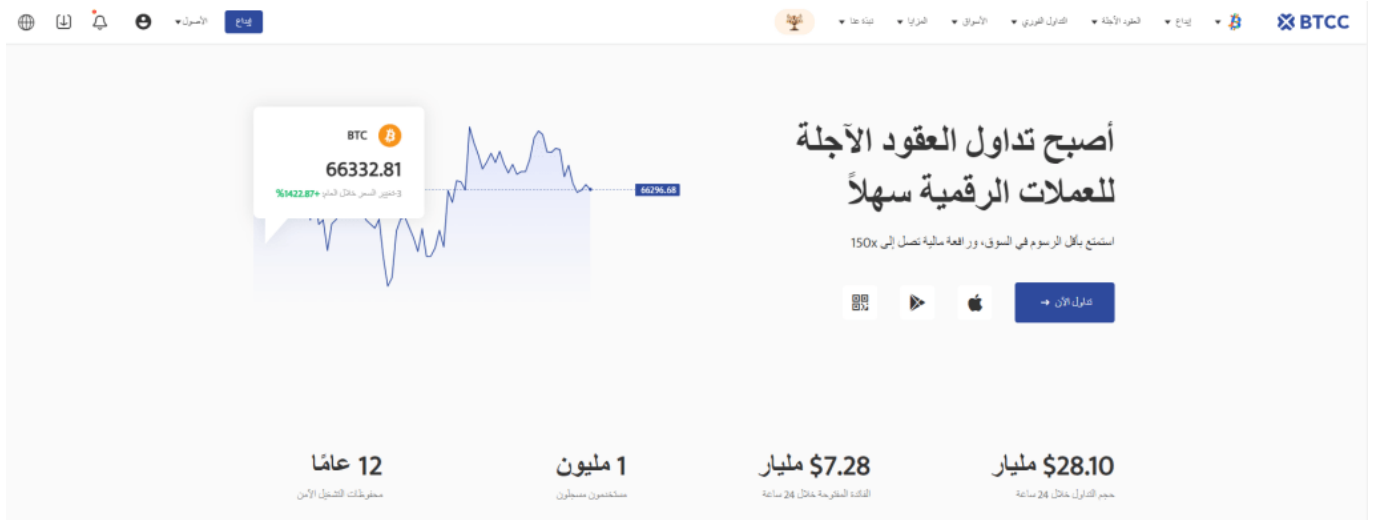 BTCC
إيداع
العقود الآجلة
التداول الفوري
الأسواق
المزايا
نبذة عنا
الأصول
إيداع
أصبح تداول العقود الآجلة
للعملات الرقمية سهلاً
استمتع بأقل الرسوم في السوق، ورافعة مالية تصل إلى 150x
تداول الآن →
BTC
66332.81
تغيير السعر خلال +1422.87%
66296.68
$28.10 مليار
حجم التداول خلال 24 ساعة
$7.28 مليار
الفائدة المفتوحة خلال 24 ساعة
1 مليون
مستخدمون مسجلون
12 عامًا
التشغيل الآمن